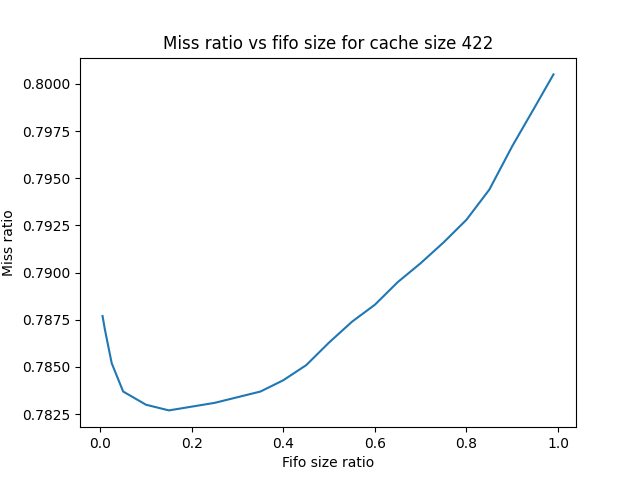 Miss ratio vs fifo size for cache size 422
0.8000
0.7975
0.7950
0.7925
0.7900
0.7875
0.7850
0.7825
Miss ratio
0.0 0.2 0.4 0.6 0.8 1.0
Fifo size ratio